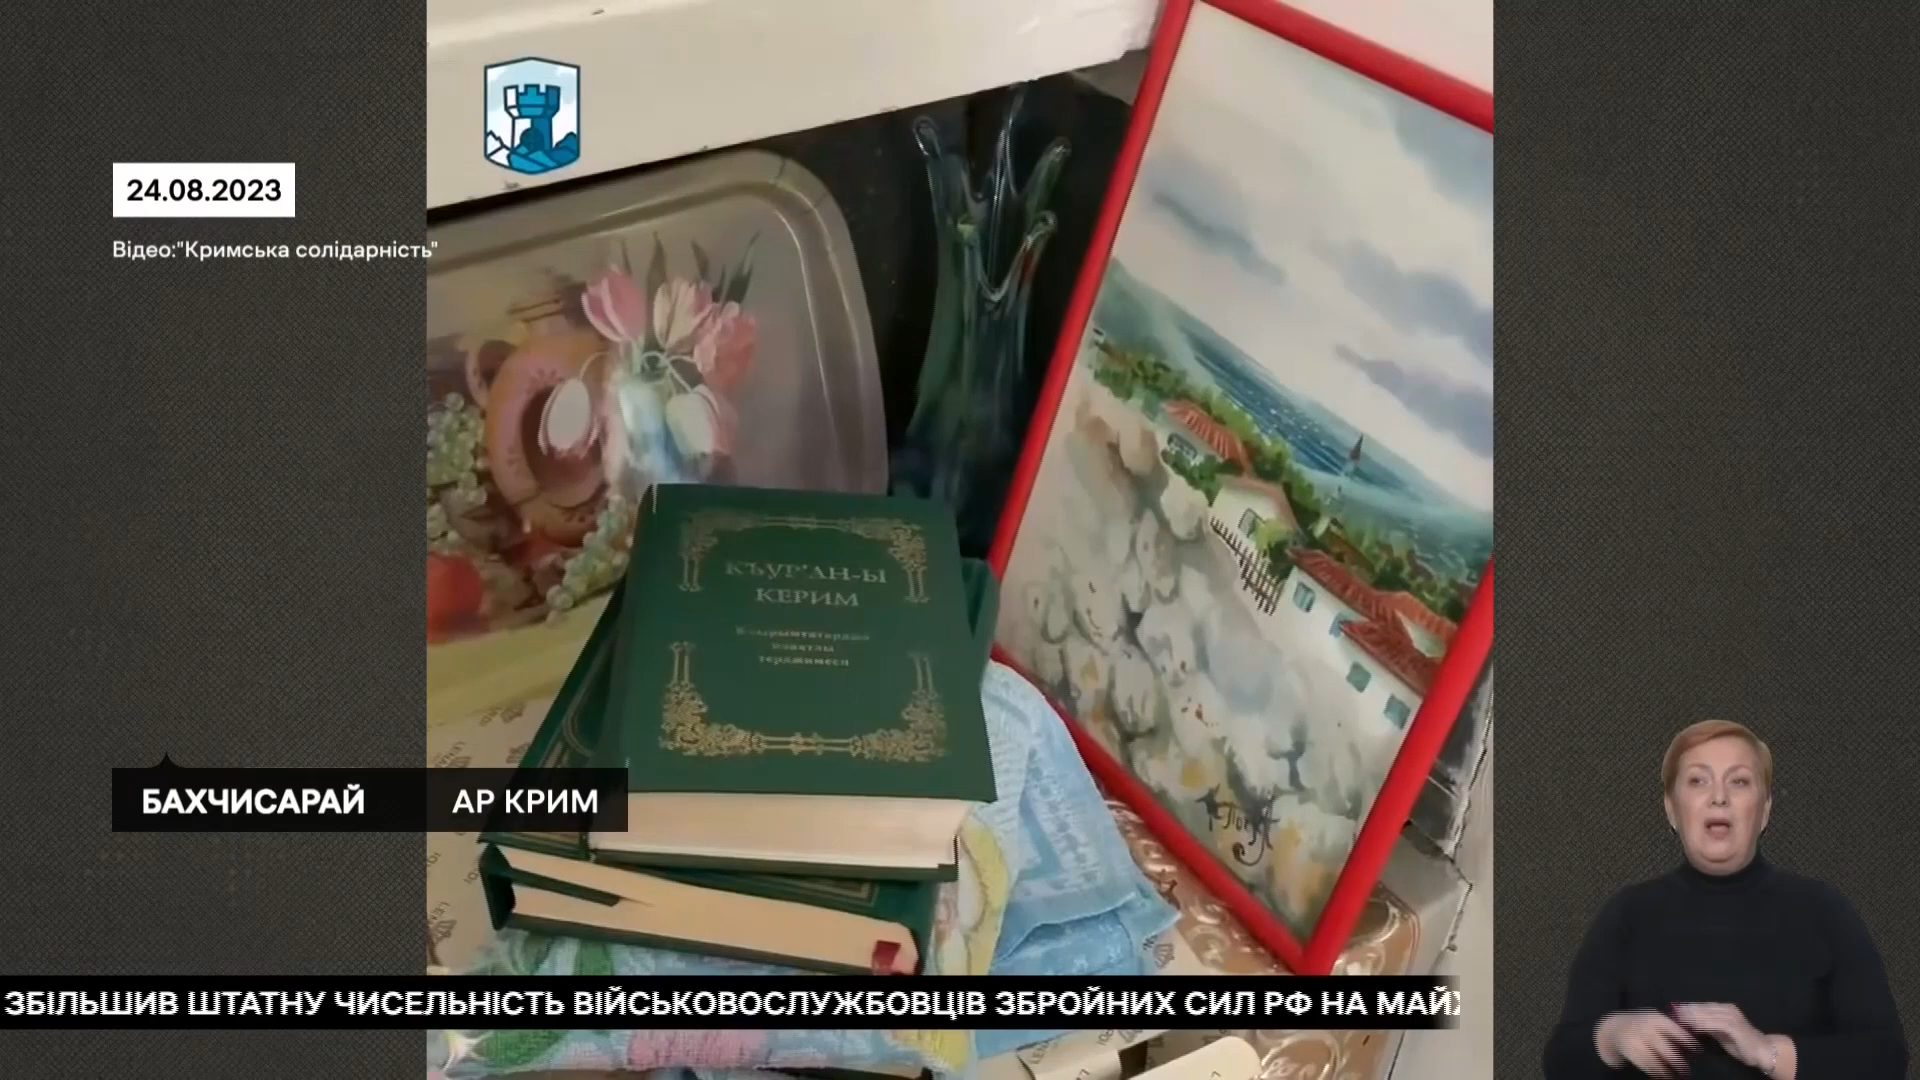 24.08.2023
Відео:"Кримська солідарність"
КЪУР'АН-Ы
КЕРИМ
терджимеси
БАХЧИСАРАЙ АР КРИМ
ЗБІЛЬШИВ ШТАТНУ ЧИСЕЛЬНІСТЬ ВІЙСЬКОВОСЛУЖБОВЦІВ ЗБРОЙНИХ СИЛ РФ НА